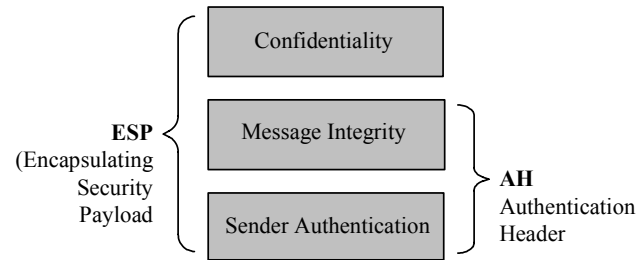 Confidentiality
Message Integrity
Sender Authentication
ESP
(Encapsulating
Security
Payload
AH
Authentication
Header